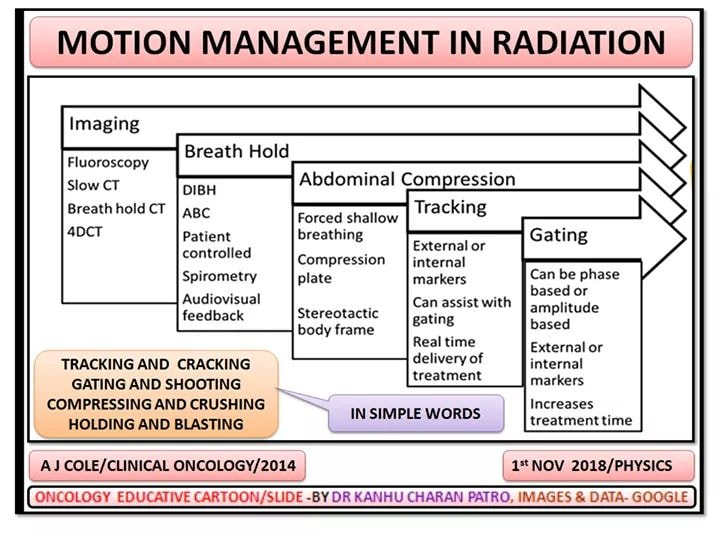 MOTION MANAGEMENT IN RADIATION
Imaging
Fluoroscopy
Slow CT
Breath hold CT
4DCT
Breath Hold
DIBH
ABC
Patient
controlled
Spirometry
Audiovisual
feedback
Abdominal Compression
Forced shallow
breathing
Compression
plate
Stereotactic
body frame
Tracking
External or
internal
markers
Can assist with
gating
Real time
delivery of
treatment
Gating
Can be phase
based or
amplitude
based
External or
internal
markers
Increases
treatment time
TRACKING AND CRACKING
GATING AND SHOOTING
COMPRESSING AND CRUSHING
HOLDING AND BLASTING
IN SIMPLE WORDS
A J COLE/CLINICAL ONCOLOGY/2014
1st NOV 2018/PHYSICS
ONCOLOGY EDUCATIVE CARTOON/SLIDE -BY DR KANHU CHARAN PATRO, IMAGES & DATA- GOOGLE